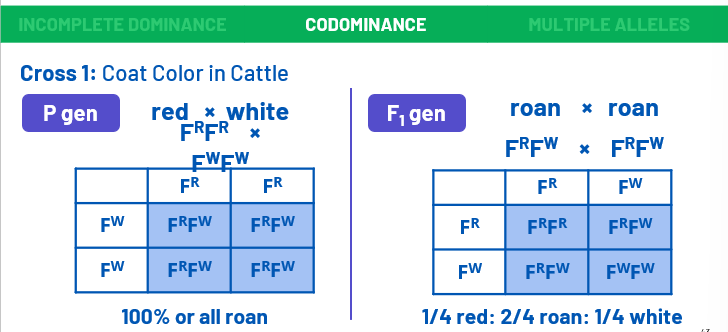 INCOMPLETE DOMINANCE CODOMINANCE MULTIPLE ALLELES
Cross 1: Coat Color in Cattle
P gen
red × white
FᴿFᴿ ×
FᵂFᵂ
Fᴿ Fᴿ
Fᵂ FᴿFᵂ FᴿFᵂ
Fᵂ FᴿFᵂ FᴿFᵂ
100% or all roan
F₁ gen
roan × roan
FᴿFᵂ × FᴿFᵂ
Fᴿ Fᵂ
Fᴿ FᴿFᴿ FᴿFᵂ
Fᵂ FᴿFᵂ FᵂFᵂ
1/4 red: 2/4 roan: 1/4 white